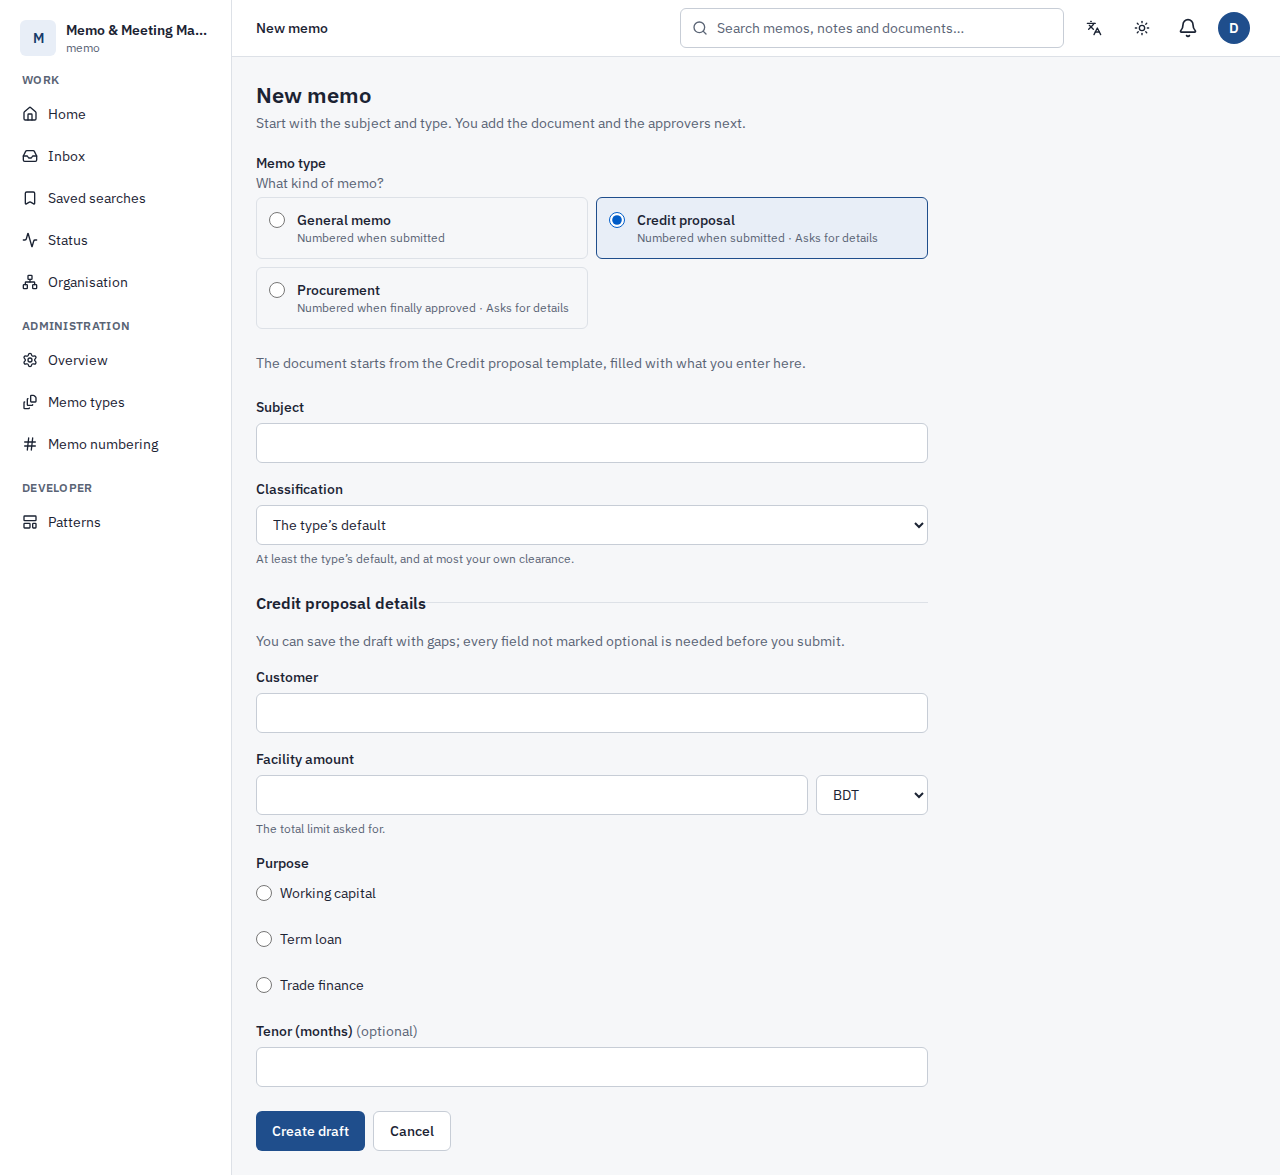 M
Memo & Meeting Ma...
memo
WORK
Home
Inbox
Saved searches
Status
Organisation
ADMINISTRATION
Overview
Memo types
Memo numbering
DEVELOPER
Patterns
New memo
Search memos, notes and documents...
D
New memo
Start with the subject and type. You add the document and the approvers next.
Memo type
What kind of memo?
General memo
Numbered when submitted
Credit proposal
Numbered when submitted · Asks for details
Procurement
Numbered when finally approved · Asks for details
The document starts from the Credit proposal template, filled with what you enter here.
Subject
Classification
The type’s default
At least the type’s default, and at most your own clearance.
Credit proposal details
You can save the draft with gaps; every field not marked optional is needed before you submit.
Customer
Facility amount
BDT
The total limit asked for.
Purpose
Working capital
Term loan
Trade finance
Tenor (months) (optional)
Create draft
Cancel